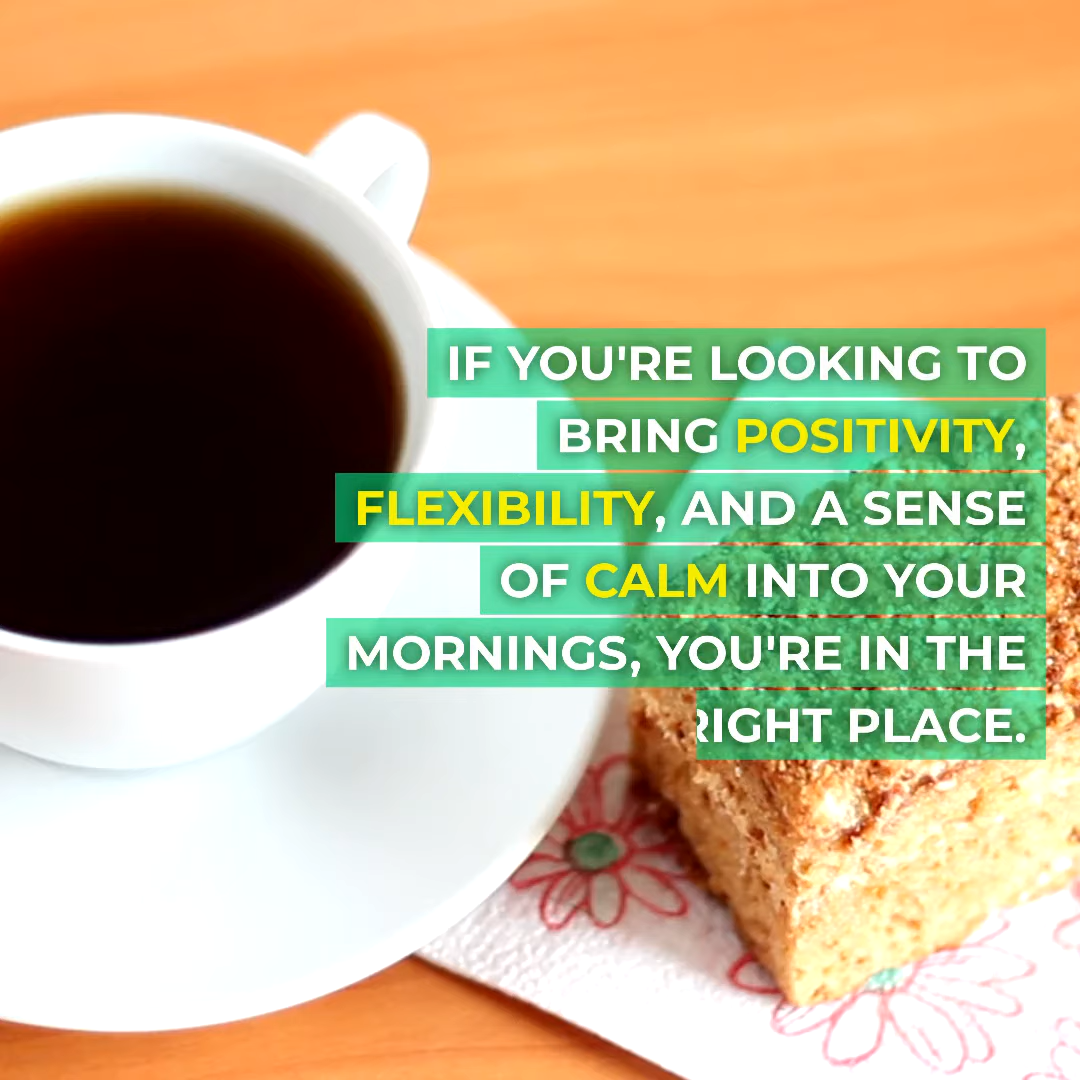 IF YOU'RE LOOKING TO
BRING POSITIVITY,
FLEXIBILITY, AND A SENSE
OF CALM INTO YOUR
MORNINGS, YOU'RE IN THE
RIGHT PLACE.